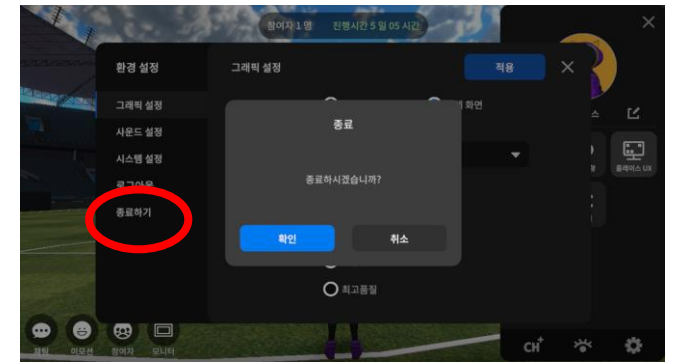 참여자 1 명 진행시간 5 일 05 시간
환경 설정
그래픽 설정
적용
그래픽 설정
사운드 설정
시스템 설정
로그아웃
종료하기
화면
종료
종료하시겠습니까?
확인
취소
최고품질
플레이스 UX
채팅
이모션
참여자
모니터
CH